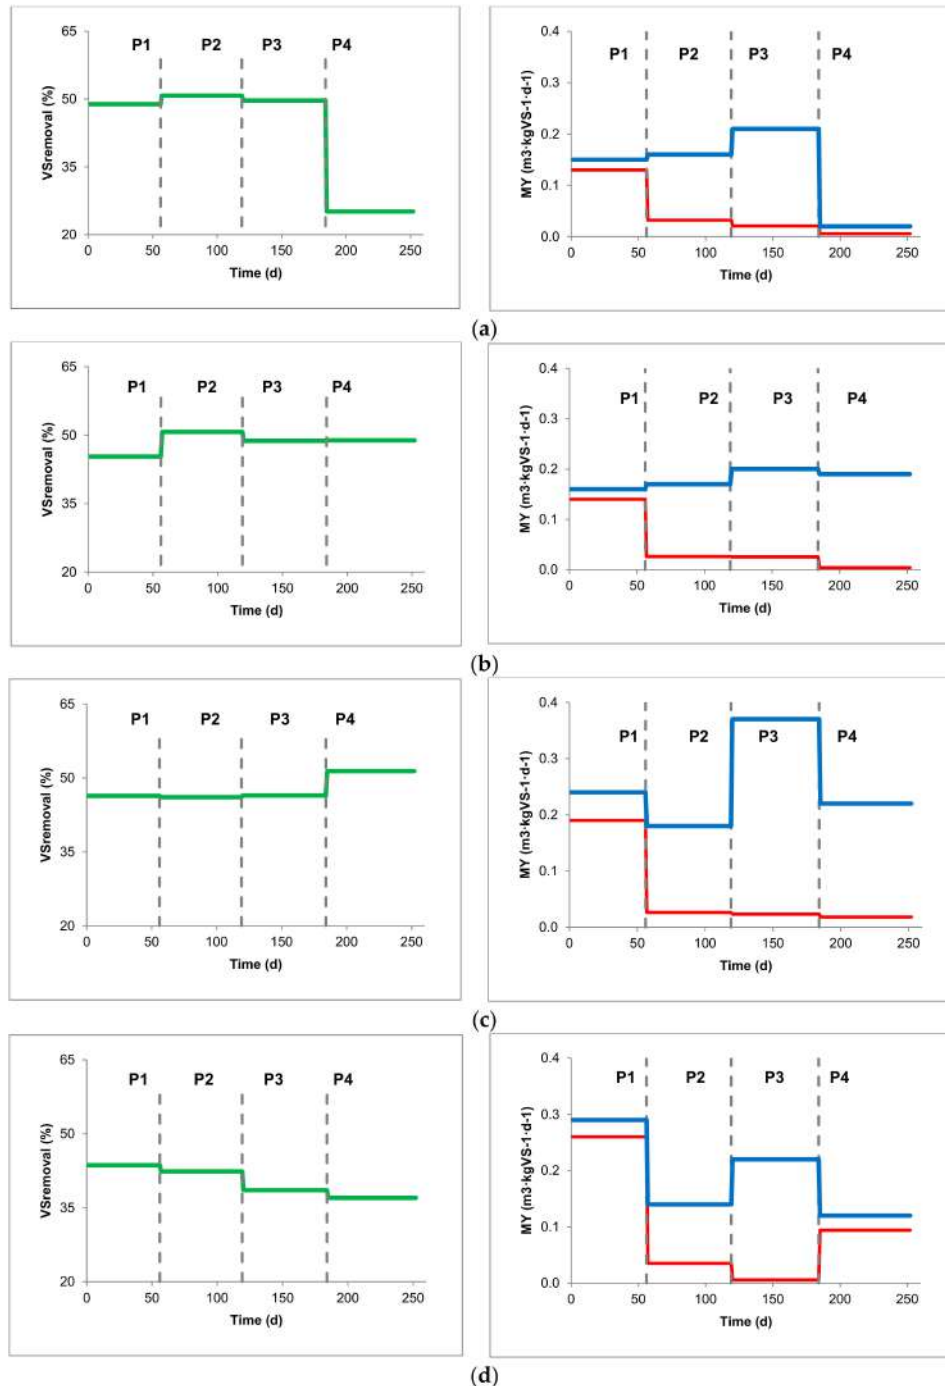 65
P1 P2 P3 P4
50
35
20
VSremoval (%)
0 50 100 150 200 250
Time (d)
0.4
P1 P2 P3 P4
0.3
0.2
0.1
0.0
MY (m3·kgVS-1·d-1)
0 50 100 150 200 250
Time (d)
(a)
65
P1 P2 P3 P4
50
35
20
VSremoval (%)
0 50 100 150 200 250
Time (d)
0.4
P1 P2 P3 P4
0.3
0.2
0.1
0.0
MY (m3·kgVS-1·d-1)
0 50 100 150 200 250
Time (d)
(b)
65
P1 P2 P3 P4
50
35
20
VSremoval (%)
0 50 100 150 200 250
Time (d)
0.4
P1 P2 P3 P4
0.3
0.2
0.1
0.0
MY (m3·kgVS-1·d-1)
0 50 100 150 200 250
Time (d)
(c)
65
P1 P2 P3 P4
50
35
20
VSremoval (%)
0 50 100 150 200 250
Time (d)
0.4
P1 P2 P3 P4
0.3
0.2
0.1
0.0
MY (m3·kgVS-1·d-1)
0 50 100 150 200 250
Time (d)
(d)